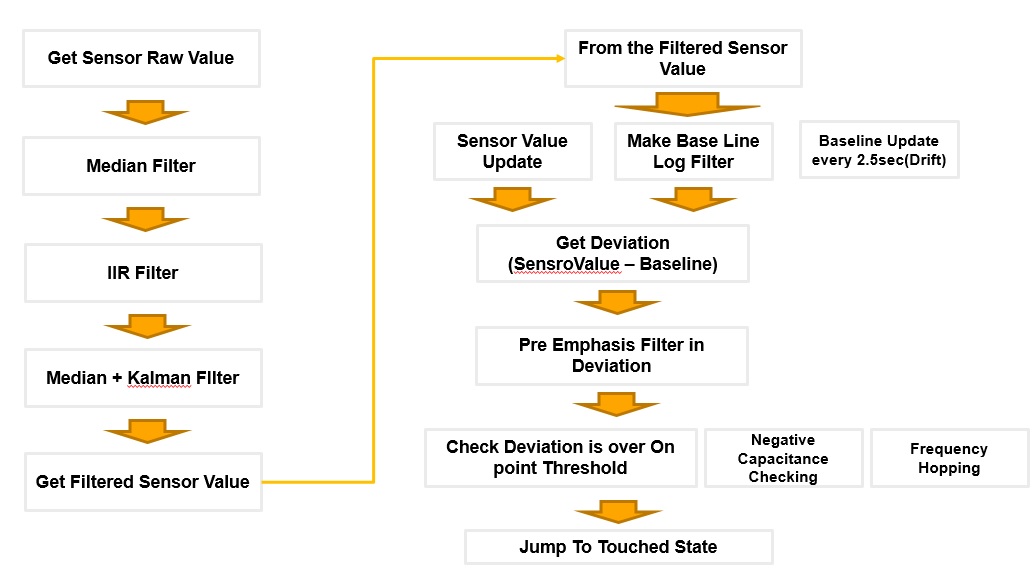 Get Sensor Raw Value
Median Filter
IIR Filter
Median + Kalman FIlter
Get Filtered Sensor Value
From the Filtered Sensor
Value
Sensor Value
Update
Make Base Line
Log Filter
Baseline Update
every 2.5sec(Drift)
Get Deviation
(SensroValue – Baseline)
Pre Emphasis Filter in
Deviation
Check Deviation is over On
point Threshold
Negative
Capacitance
Checking
Frequency
Hopping
Jump To Touched State